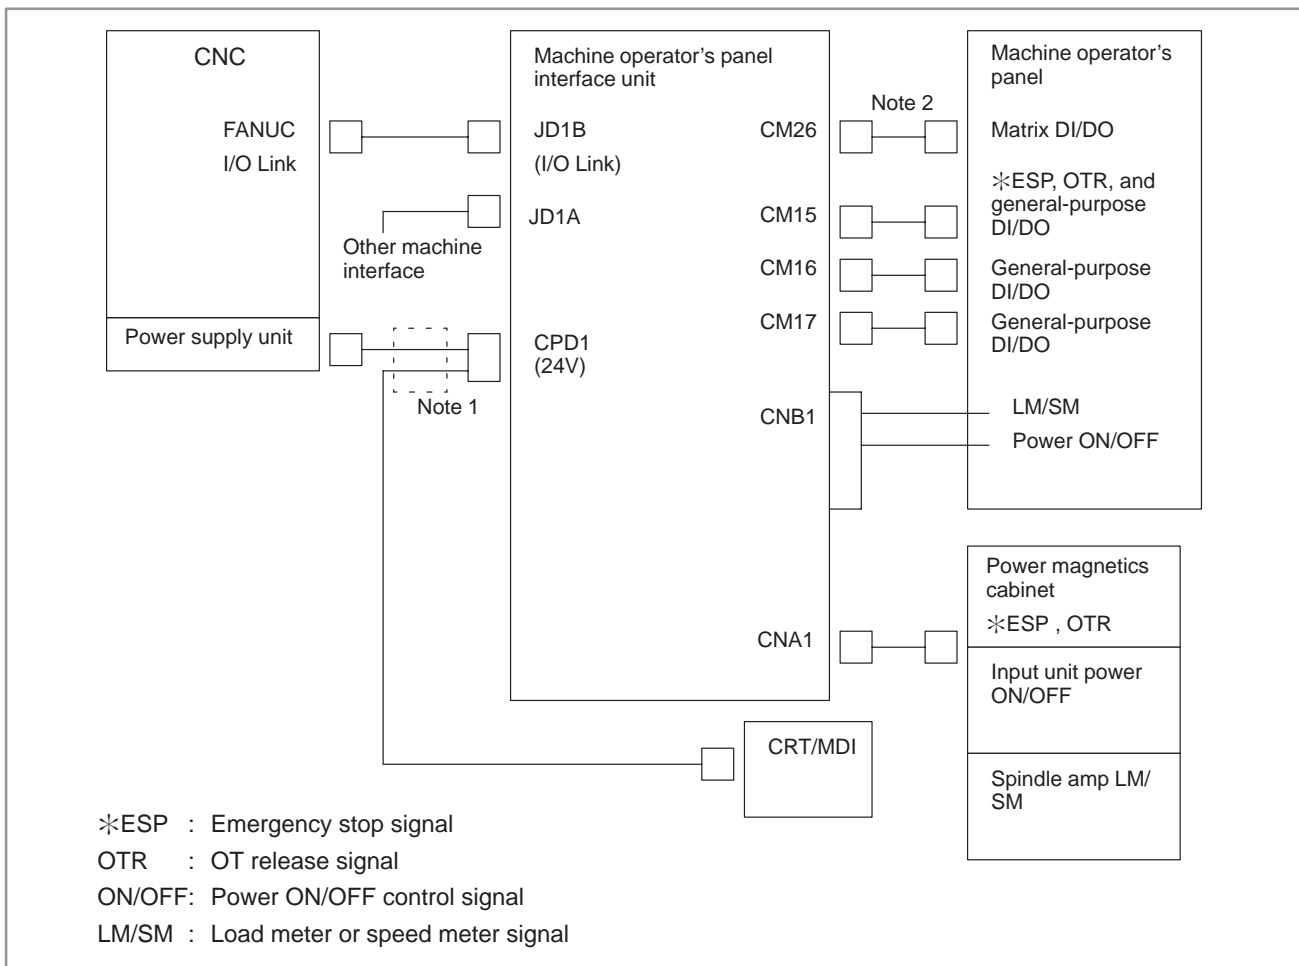 CNC
FANUC
I/O Link
Power supply unit
Other machine
interface
Note 1
Machine operator's panel
interface unit
JD1B
(I/O Link)
JD1A
CPD1
(24V)
CM26
CM15
CM16
CM17
CNB1
CNA1
Note 2
Machine operator's
panel
Matrix DI/DO
✳ESP, OTR, and
general-purpose
DI/DO
General-purpose
DI/DO
General-purpose
DI/DO
LM/SM
Power ON/OFF
Power magnetics
cabinet
✳ESP , OTR
Input unit power
ON/OFF
Spindle amp LM/
SM
CRT/MDI
✳ESP : Emergency stop signal
OTR : OT release signal
ON/OFF: Power ON/OFF control signal
LM/SM : Load meter or speed meter signal